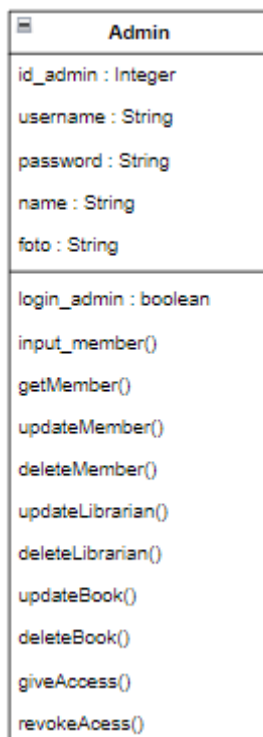 Admin
id_admin : Integer
username : String
password : String
name : String
foto : String
login_admin : boolean
input_member()
getMember()
updateMember()
deleteMember()
updateLibrarian()
deleteLibrarian()
updateBook()
deleteBook()
giveAccess()
revokeAcess()